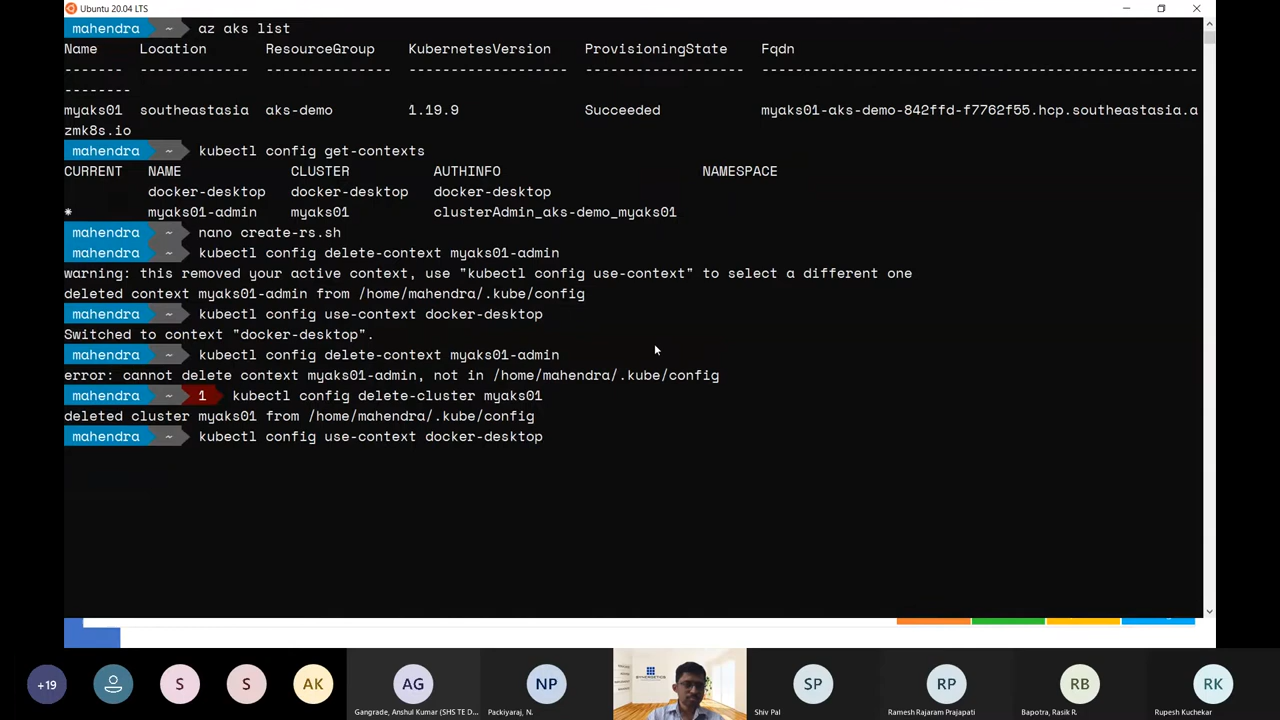 Ubuntu 20.04 LTS
mahendra ~ az aks list
Name Location ResourceGroup KubernetesVersion ProvisioningState Fqdn
------- ------------- --------------- ------------------- ------------------- ---------------------------------------------------
--------
myaks01 southeastasia aks-demo 1.19.9 Succeeded myaks01-aks-demo-842ffd-f7762f55.hcp.southeastasia.a
zmk8s.io
mahendra ~ kubectl config get-contexts
CURRENT NAME CLUSTER AUTHINFO NAMESPACE
docker-desktop docker-desktop docker-desktop
* myaks01-admin myaks01 clusterAdmin_aks-demo_myaks01
mahendra ~ nano create-rs.sh
mahendra ~ kubectl config delete-context myaks01-admin
warning: this removed your active context, use "kubectl config use-context" to select a different one
deleted context myaks01-admin from /home/mahendra/.kube/config
mahendra ~ kubectl config use-context docker-desktop
Switched to context "docker-desktop".
mahendra ~ kubectl config delete-context myaks01-admin
error: cannot delete context myaks01-admin, not in /home/mahendra/.kube/config
mahendra ~ 1 kubectl config delete-cluster myaks01
deleted cluster myaks01 from /home/mahendra/.kube/config
mahendra ~ kubectl config use-context docker-desktop
+19 S S AK AG NP SYNERGETICS SP RP RB RK
Gangrade, Anshul Kumar (SHS TE D... Packiyaraj, N. Shiv Pal Ramesh Rajaram Prajapati Bapotra, Rasik R. Rupesh Kuchekar